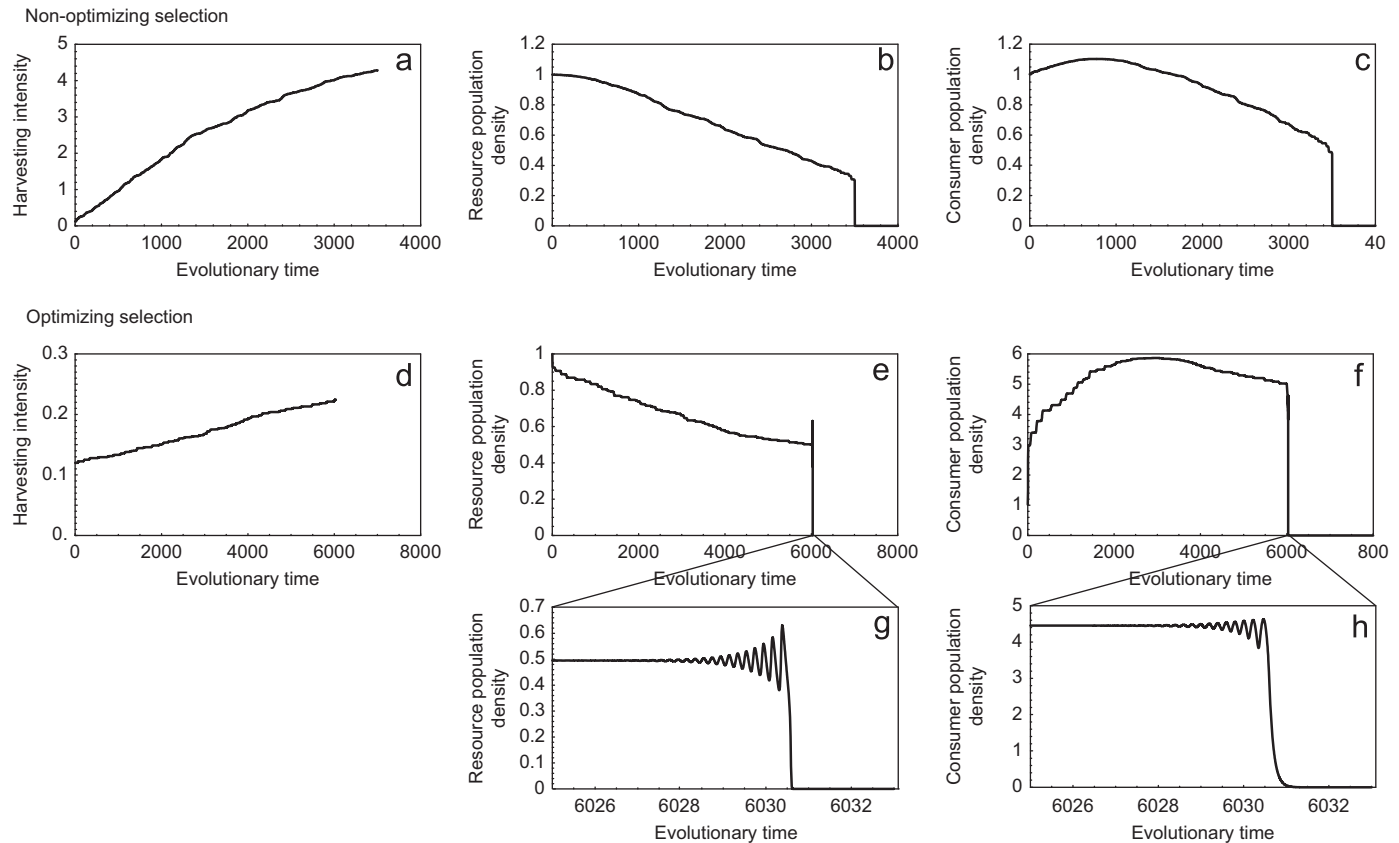 Non-optimizing selection
a
Harvesting intensity
5
4
3
2
1
0
0 1000 2000 3000 4000
Evolutionary time
b
Resource population
density
1.2
1
0.8
0.6
0.4
0.2
0
0 1000 2000 3000 4000
Evolutionary time
c
Consumer population
density
1.2
1
0.8
0.6
0.4
0.2
0
0 1000 2000 3000 40
Evolutionary time
Optimizing selection
d
Harvesting intensity
0.3
0.2
0.1
0.
0 2000 4000 6000 8000
Evolutionary time
e
Resource population
density
1
0.8
0.6
0.4
0.2
0
0 2000 4000 6000 8000
Evolutionary time
f
Consumer population
density
6
5
4
3
2
1
0
0 2000 4000 6000 800
Evolutionary time
g
Resource population
density
0.7
0.6
0.5
0.4
0.3
0.2
0.1
0
6026 6028 6030 6032
Evolutionary time
h
Consumer population
density
5
4
3
2
1
0
6026 6028 6030 6032
Evolutionary time